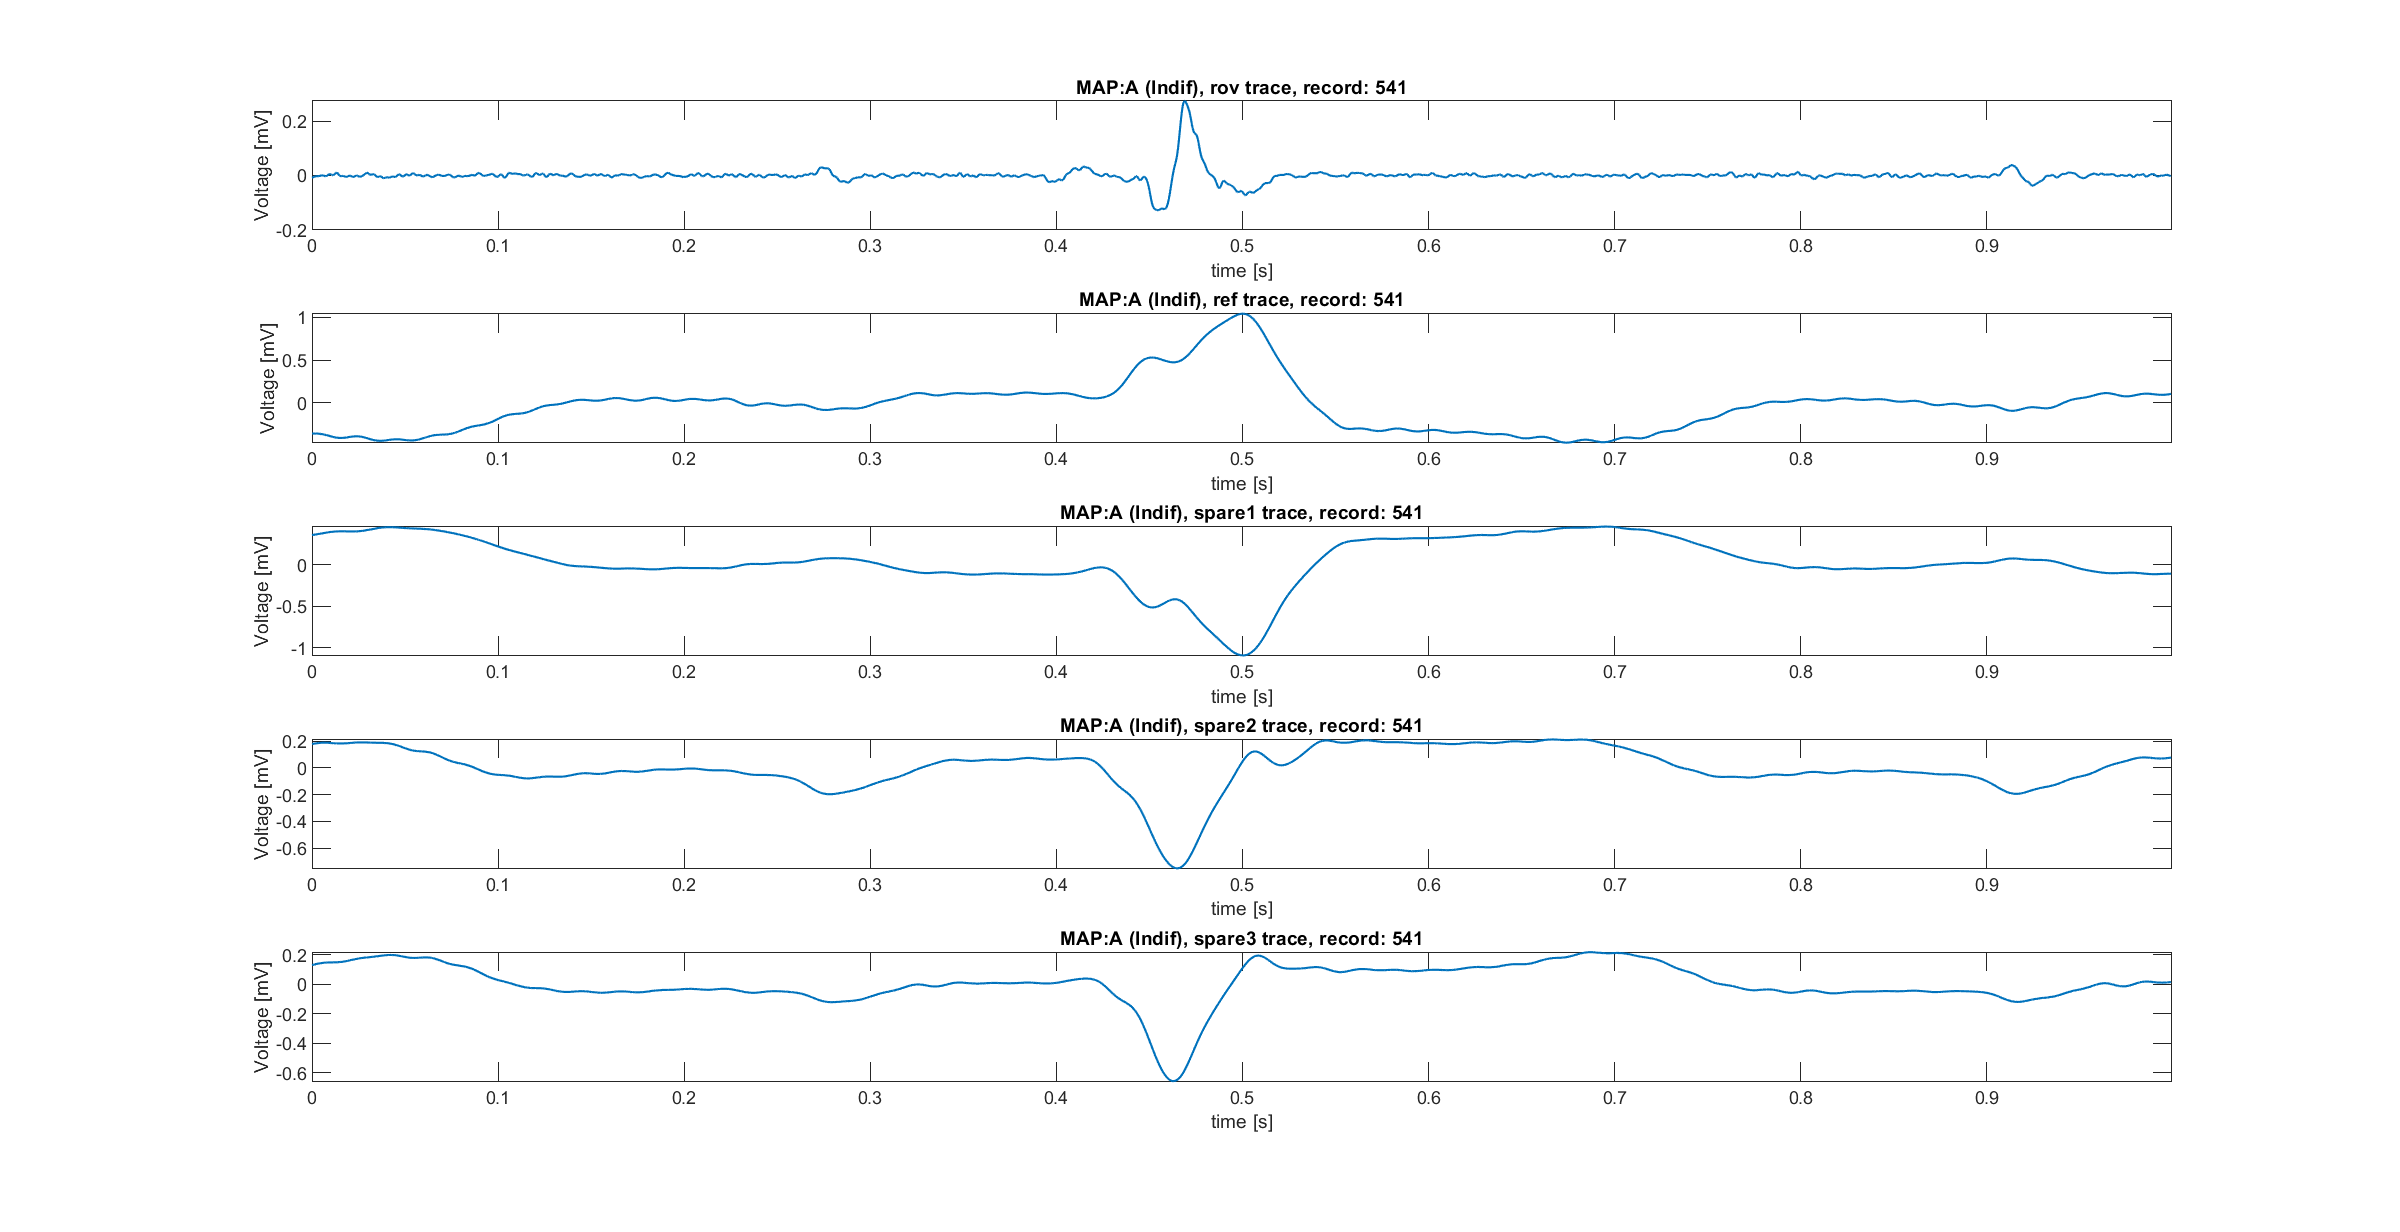 MAP:A (Indif), rov trace, record: 541
Voltage [mV]
0.2
0
-0.2
0 0.1 0.2 0.3 0.4 0.5 0.6 0.7 0.8 0.9
time [s]
MAP:A (Indif), ref trace, record: 541
Voltage [mV]
1
0.5
0
0 0.1 0.2 0.3 0.4 0.5 0.6 0.7 0.8 0.9
time [s]
MAP:A (Indif), spare1 trace, record: 541
Voltage [mV]
0
-0.5
-1
0 0.1 0.2 0.3 0.4 0.5 0.6 0.7 0.8 0.9
time [s]
MAP:A (Indif), spare2 trace, record: 541
Voltage [mV]
0.2
0
-0.2
-0.4
-0.6
0 0.1 0.2 0.3 0.4 0.5 0.6 0.7 0.8 0.9
time [s]
MAP:A (Indif), spare3 trace, record: 541
Voltage [mV]
0.2
0
-0.2
-0.4
-0.6
0 0.1 0.2 0.3 0.4 0.5 0.6 0.7 0.8 0.9
time [s]